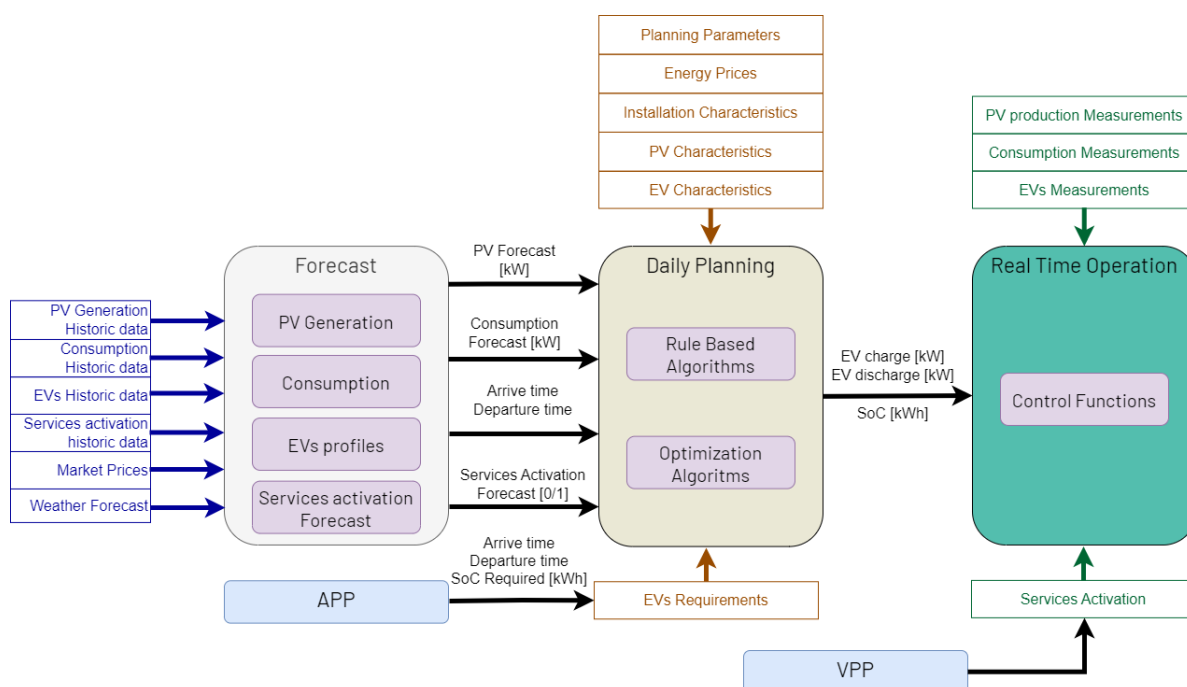 Planning Parameters
Energy Prices
Installation Characteristics
PV Characteristics
EV Characteristics
PV production Measurements
Consumption Measurements
EVs Measurements
PV Generation
Historic data
Consumption
Historic data
EVs Historic data
Services activation
historic data
Market Prices
Weather Forecast
Forecast
PV Generation
Consumption
EVs profiles
Services activation
Forecast
PV Forecast
[kW]
Consumption
Forecast [kW]
Arrive time
Departure time
Services Activation
Forecast [0/1]
Daily Planning
Rule Based
Algorithms
Optimization
Algoritms
EV charge [kW]
EV discharge [kW]
SoC [kWh]
Real Time Operation
Control Functions
APP
Arrive time
Departure time
SoC Required [kWh]
EVs Requirements
Services Activation
VPP